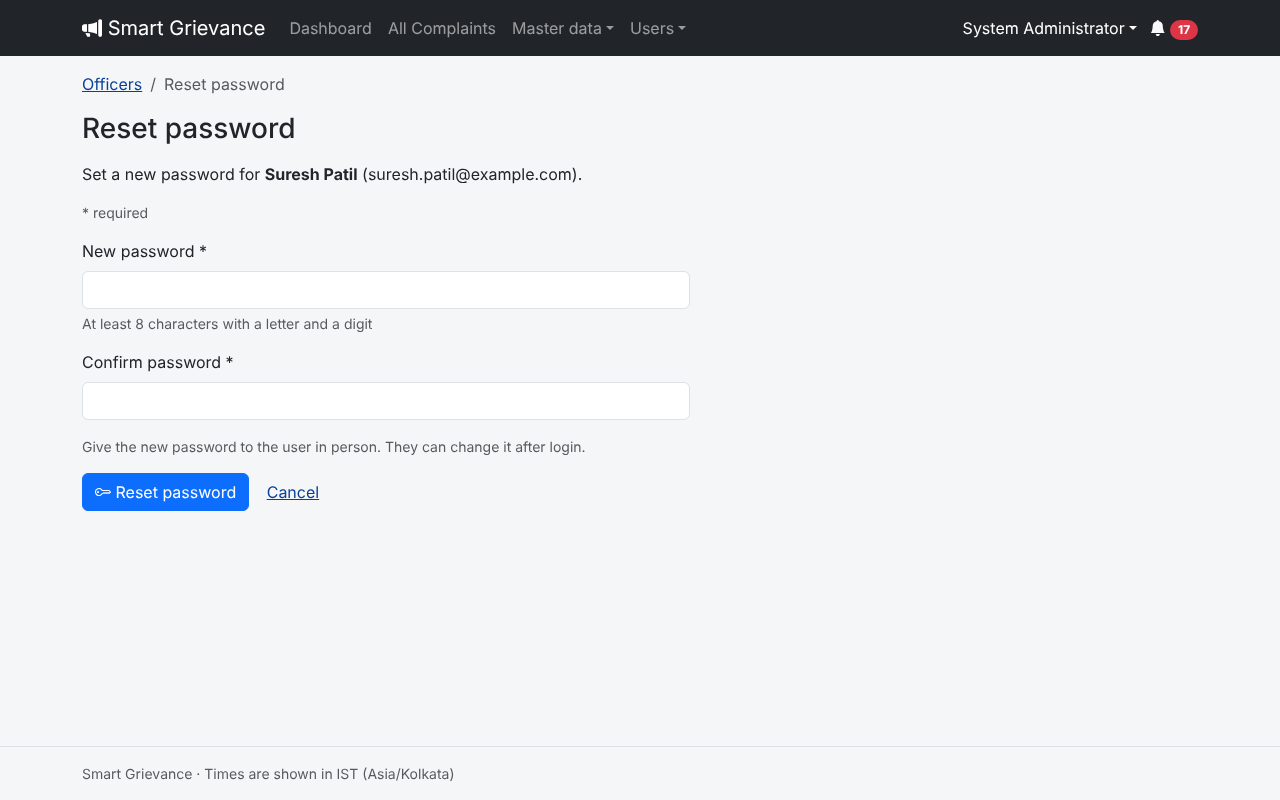 Smart Grievance Dashboard All Complaints Master data Users System Administrator 17
Officers / Reset password
Reset password
Set a new password for Suresh Patil (suresh.patil@example.com).
* required
New password *
At least 8 characters with a letter and a digit
Confirm password *
Give the new password to the user in person. They can change it after login.
Reset password Cancel
Smart Grievance · Times are shown in IST (Asia/Kolkata)